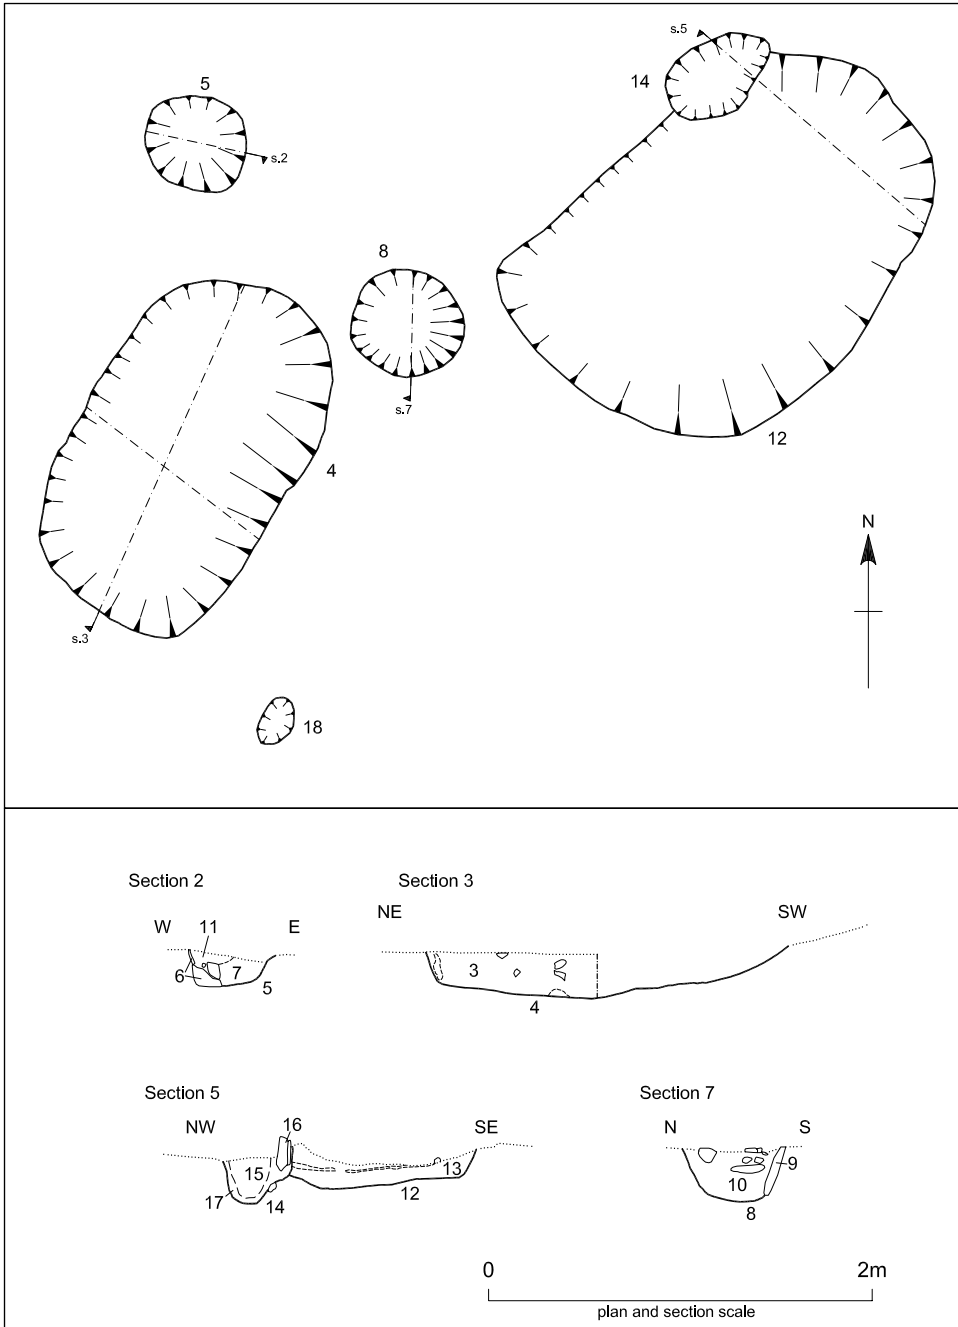 s.5
14
5
s.2
8
s.7
12
4
N
s.3
18
Section 2
Section 3
NE
SW
W 11 E
3
6 7
5
4
Section 5
Section 7
NW 16 SE
N S
15
13
9
10
17
14
12
8
0 2m
plan and section scale